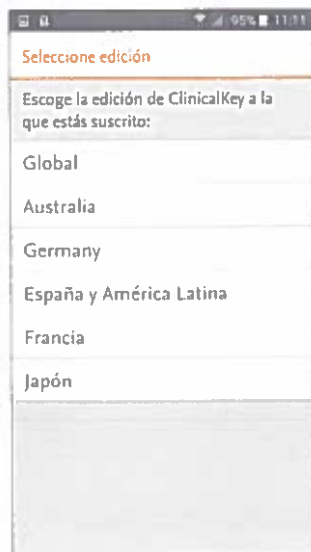 95% 11:11
Seleccione edición
Escoge la edición de ClinicalKey a la
que estás suscrito:
Global
Australia
Germany
España y América Latina
Francia
Japón